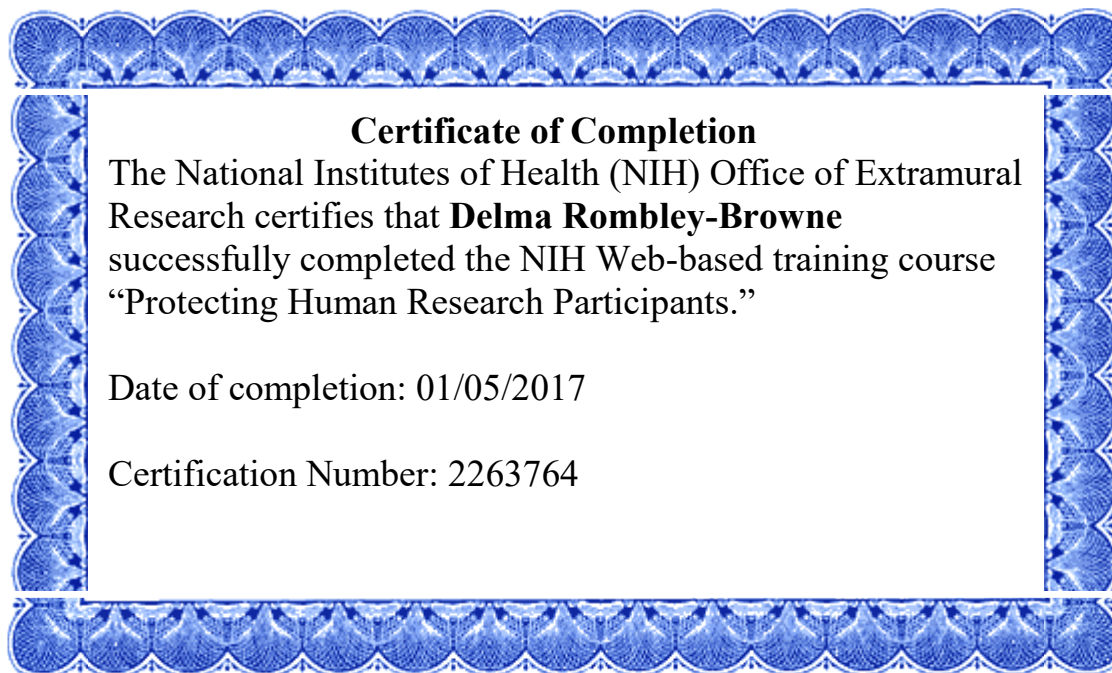 Certificate of Completion
The National Institutes of Health (NIH) Office of Extramural
Research certifies that Delma Rombley-Browne
successfully completed the NIH Web-based training course
“Protecting Human Research Participants.”
Date of completion: 01/05/2017
Certification Number: 2263764